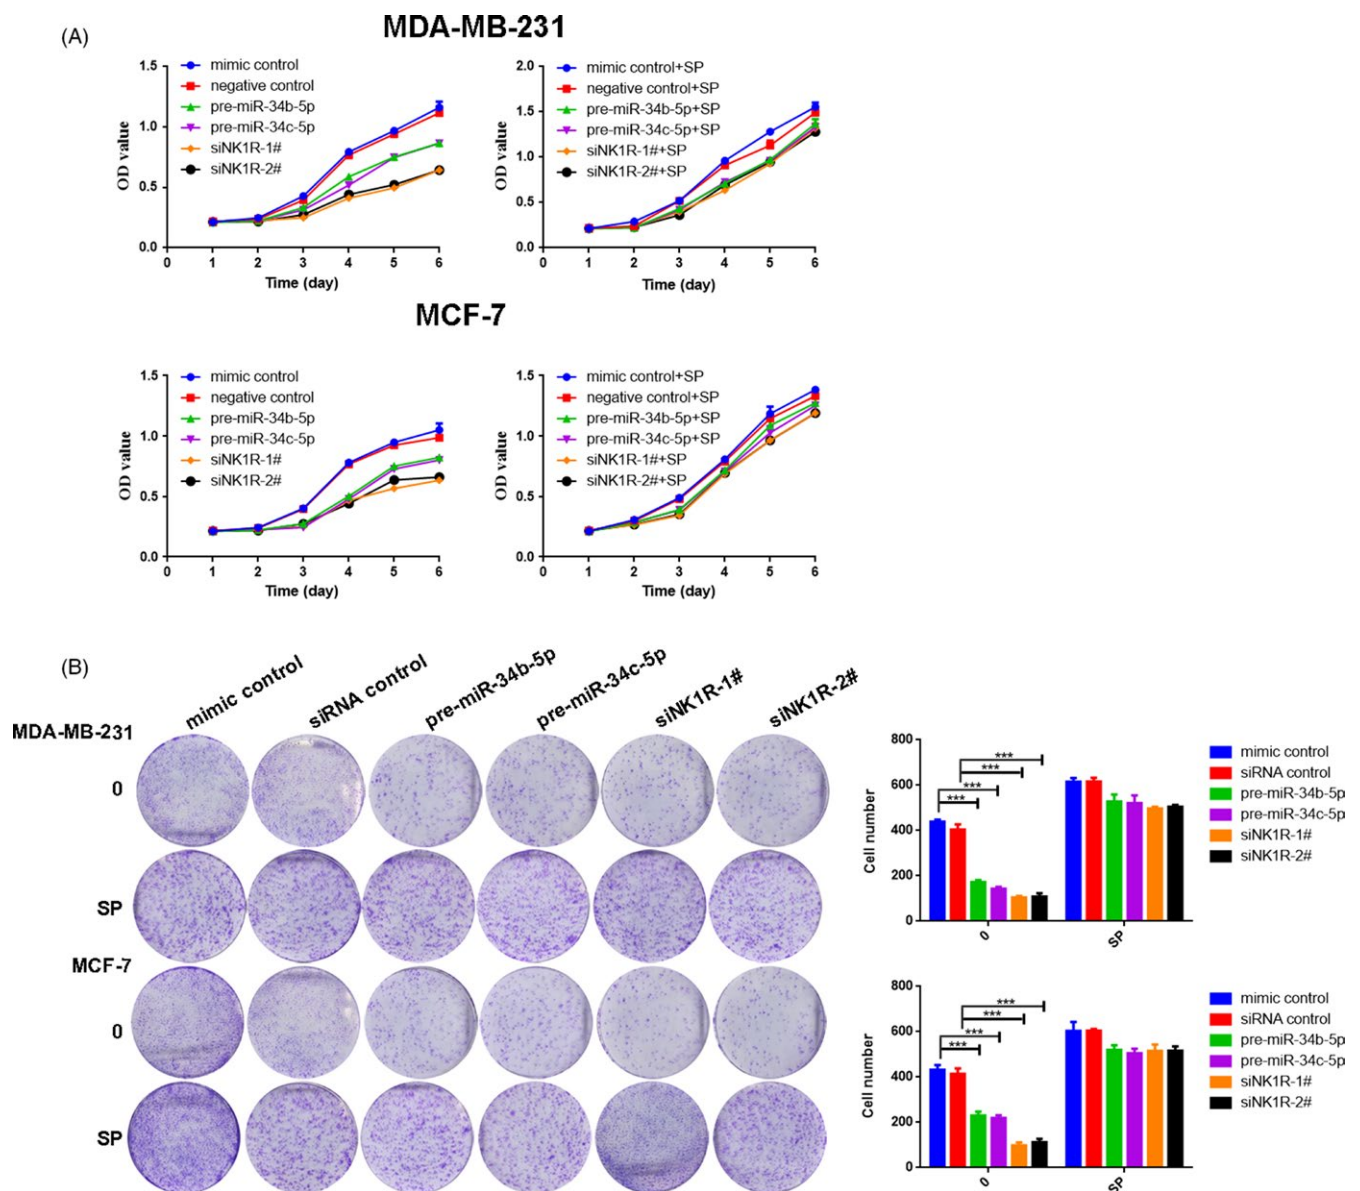 (A)
MDA-MB-231
1.5
1.0
0.5
0.0
OD value
mimic control
negative control
pre-miR-34b-5p
pre-miR-34c-5p
siNK1R-1#
siNK1R-2#
0 1 2 3 4 5 6
Time (day)
2.0
1.5
1.0
0.5
0.0
OD value
mimic control+SP
negative control+SP
pre-miR-34b-5p+SP
pre-miR-34c-5p+SP
siNK1R-1#+SP
siNK1R-2#+SP
0 1 2 3 4 5 6
Time (day)
MCF-7
1.5
1.0
0.5
0.0
OD value
mimic control
negative control
pre-miR-34b-5p
pre-miR-34c-5p
siNK1R-1#
siNK1R-2#
0 1 2 3 4 5 6
Time (day)
1.5
1.0
0.5
0.0
OD value
mimic control+SP
negative control+SP
pre-miR-34b-5p+SP
pre-miR-34c-5p+SP
siNK1R-1#+SP
siNK1R-2#+SP
0 1 2 3 4 5 6
Time (day)
(B)
mimic control
siRNA control
pre-miR-34b-5p
pre-miR-34c-5p
siNK1R-1#
siNK1R-2#
MDA-MB-231
0
SP
MCF-7
0
SP
800
600
400
200
0
Cell number
***
***
***
***
0 SP
mimic control
siRNA control
pre-miR-34b-5p
pre-miR-34c-5p
siNK1R-1#
siNK1R-2#
800
600
400
200
0
Cell number
***
***
***
***
0 SP
mimic control
siRNA control
pre-miR-34b-5p
pre-miR-34c-5p
siNK1R-1#
siNK1R-2#